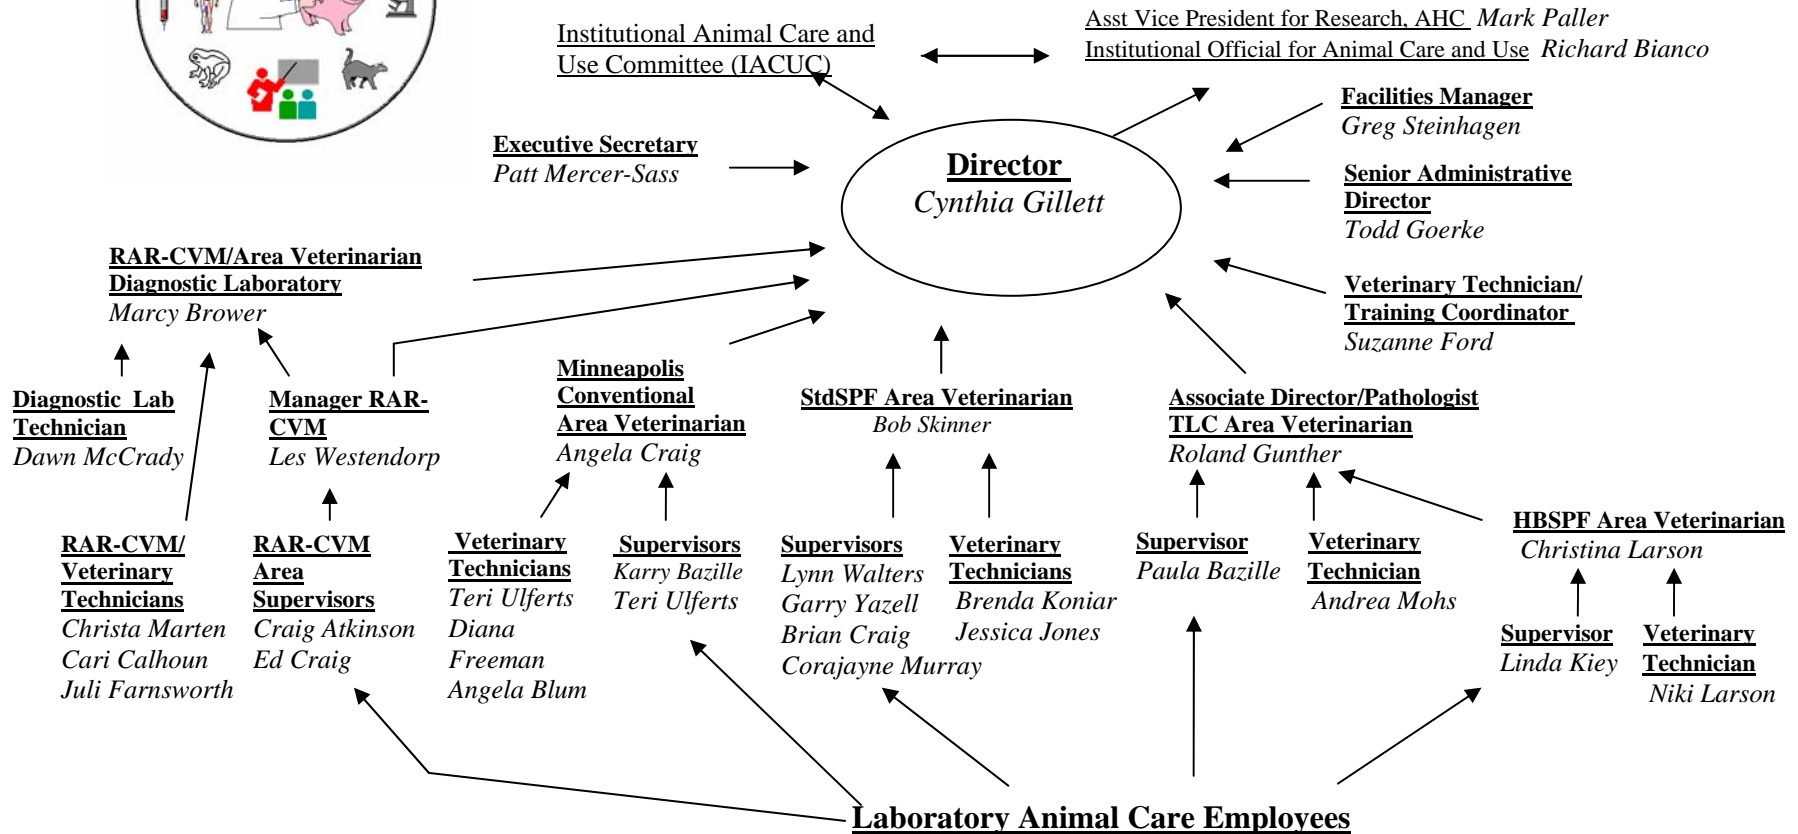 Institutional Animal Care and
Use Committee (IACUC)
Asst Vice President for Research, AHC Mark Paller
Institutional Official for Animal Care and Use Richard Bianco
Facilities Manager
Greg Steinhagen
Executive Secretary
Patt Mercer-Sass
Director
Cynthia Gillett
Senior Administrative
Director
Todd Goerke
RAR-CVM/Area Veterinarian
Diagnostic Laboratory
Marcy Brower
Veterinary Technician/
Training Coordinator
Suzanne Ford
Diagnostic Lab
Technician
Dawn McCrady
Manager RAR-
CVM
Les Westendorp
Minneapolis
Conventional
Area Veterinarian
Angela Craig
StdSPF Area Veterinarian
Bob Skinner
Associate Director/Pathologist
TLC Area Veterinarian
Roland Gunther
HBSPF Area Veterinarian
Christina Larson
RAR-CVM/
Veterinary
Technicians
Christa Marten
Cari Calhoun
Juli Farnsworth
RAR-CVM
Area
Supervisors
Craig Atkinson
Ed Craig
Veterinary
Technicians
Teri Ulferts
Diana
Freeman
Angela Blum
Supervisors
Karry Bazille
Teri Ulferts
Supervisors
Lynn Walters
Garry Yazell
Brian Craig
Corajayne Murray
Veterinary
Technicians
Brenda Koniar
Jessica Jones
Supervisor
Paula Bazille
Veterinary
Technician
Andrea Mohs
Supervisor
Linda Kiey
Veterinary
Technician
Niki Larson
Laboratory Animal Care Employees